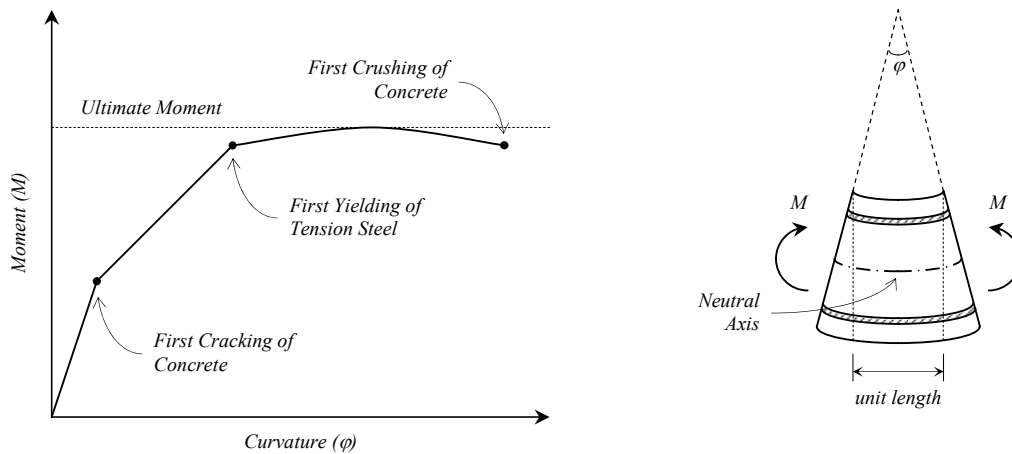 First Crushing of
Concrete
Ultimate Moment
First Yielding of
Tension Steel
First Cracking of
Concrete
Moment (M)
Curvature (φ)
φ
M
M
Neutral
Axis
unit length